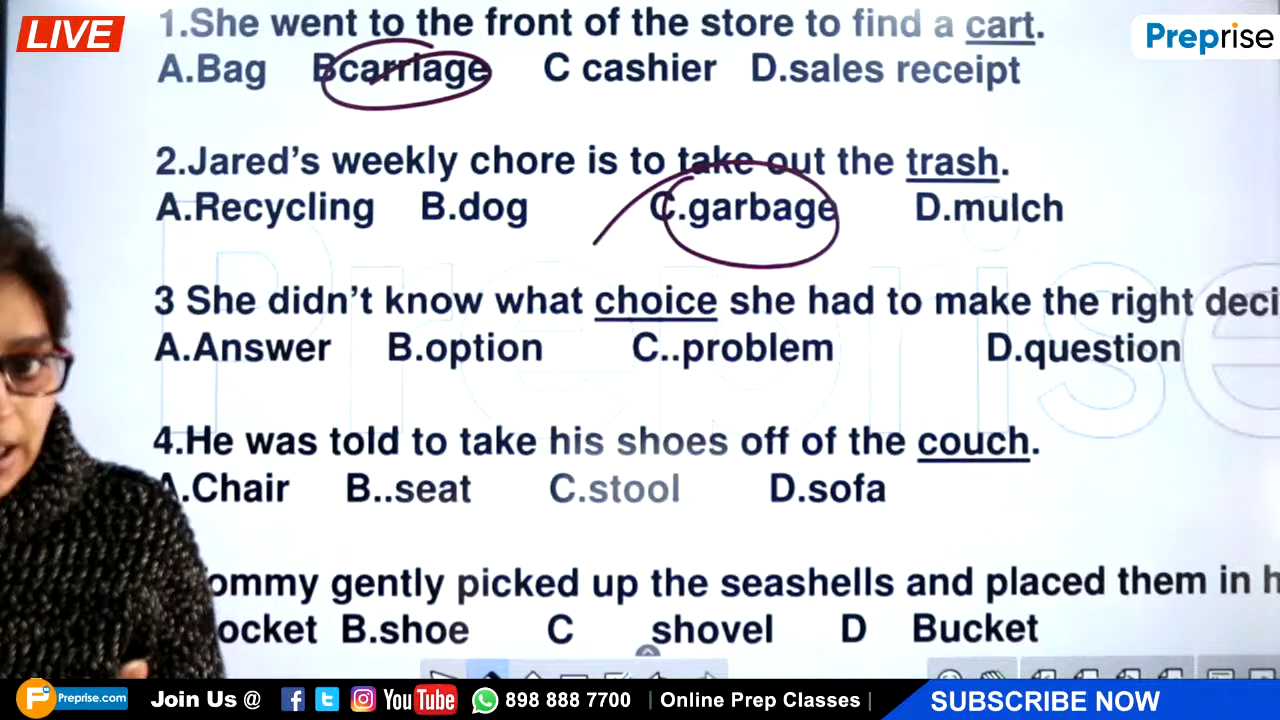 LIVE
Preprise
1.She went to the front of the store to find a cart.
A.Bag Bcarriage C cashier D.sales receipt
2.Jared’s weekly chore is to take out the trash.
A.Recycling B.dog C.garbage D.mulch
3 She didn’t know what choice she had to make the right deci
A.Answer B.option C..problem D.question
4.He was told to take his shoes off of the couch.
A.Chair B..seat C.stool D.sofa
ommy gently picked up the seashells and placed them in h
ocket B.shoe C shovel D Bucket
Preprise
Preprise.com Join Us @ YouTube 898 888 7700 | Online Prep Classes | SUBSCRIBE NOW